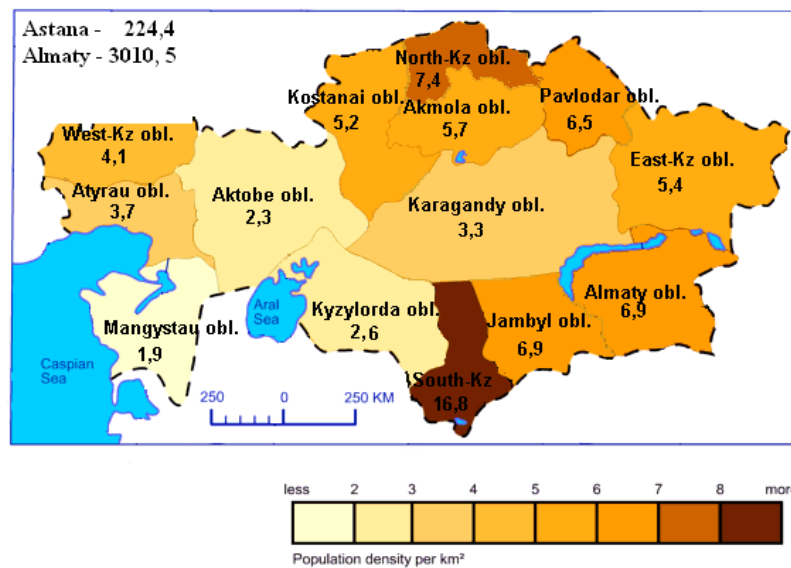 Astana - 224,4
Almaty - 3010, 5
North-Kz obl.
7,4
Kostanai obl.
5,2
Akmola obl.
5,7
Pavlodar obl.
6,5
West-Kz obl.
4,1
East-Kz obl.
5,4
Atyrau obl.
3,7
Aktobe obl.
2,3
Karagandy obl.
3,3
Almaty obl.
6,9
Mangystau obl.
1,9
Aral
Sea
Kyzylorda obl.
2,6
Jambyl obl.
6,9
South-Kz
16,8
Caspian
Sea
250 0 250 KM
less 2 3 4 5 6 7 8 more
Population density per km²